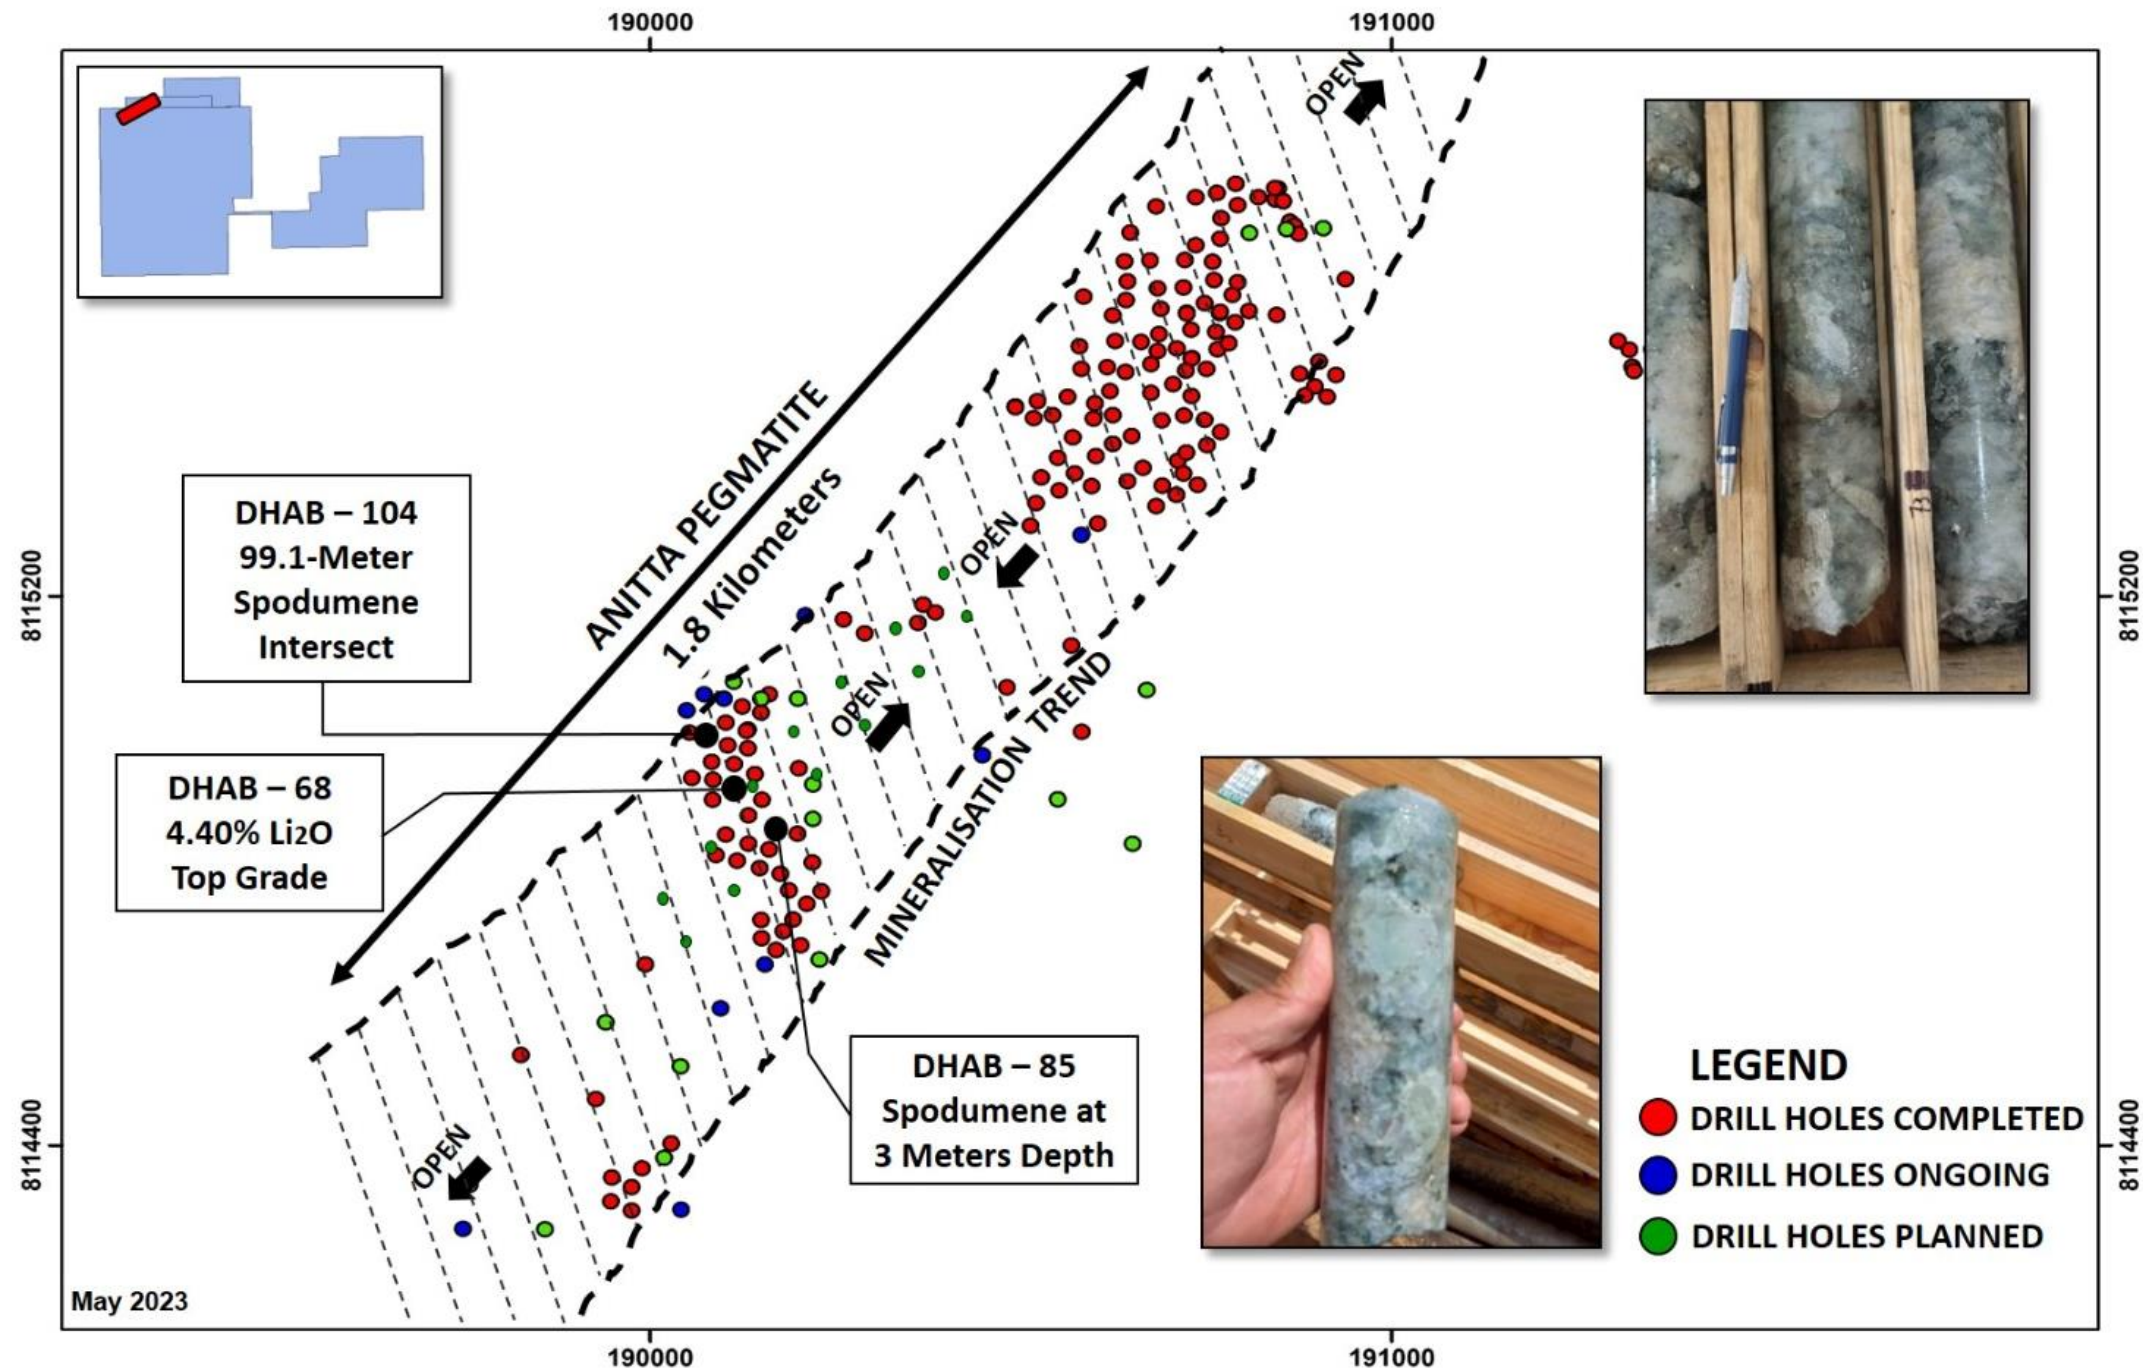 190000
191000
OPEN
ANITTA PEGMATITE
1.8 Kilometers
DHAB – 104
99.1-Meter
Spodumene
Intersect
OPEN
8115200
8115200
73
DHAB – 68
4.40% Li2O
Top Grade
OPEN
MINERALISATION TREND
DHAB – 85
Spodumene at
3 Meters Depth
OPEN
8114400
8114400
LEGEND
DRILL HOLES COMPLETED
DRILL HOLES ONGOING
DRILL HOLES PLANNED
May 2023
190000
191000